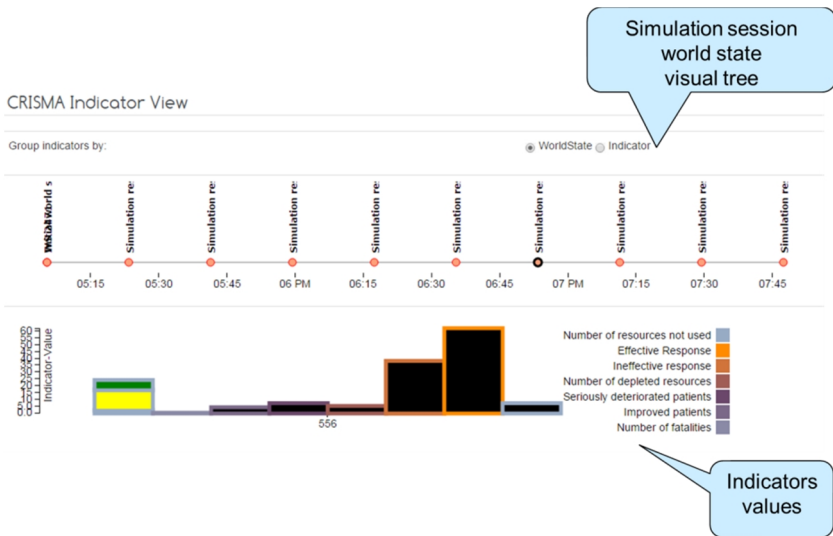 Simulation session
world state
visual tree
CRISMA Indicator View
Group indicators by:
WorldState
Indicator
Simulation re:
Simulation re:
Simulation re:
Simulation re:
Simulation re:
Simulation re:
Simulation re:
Simulation re:
Simulation re:
05:15 05:30 05:45 06 PM 06:15 06:30 06:45 07 PM 07:15 07:30 07:45
60
Indicator-Value
0.0
556
Number of resources not used
Effective Response
Ineffective response
Number of depleted resources
Seriously deteriorated patients
Improved patients
Number of fatalities
Indicators
values